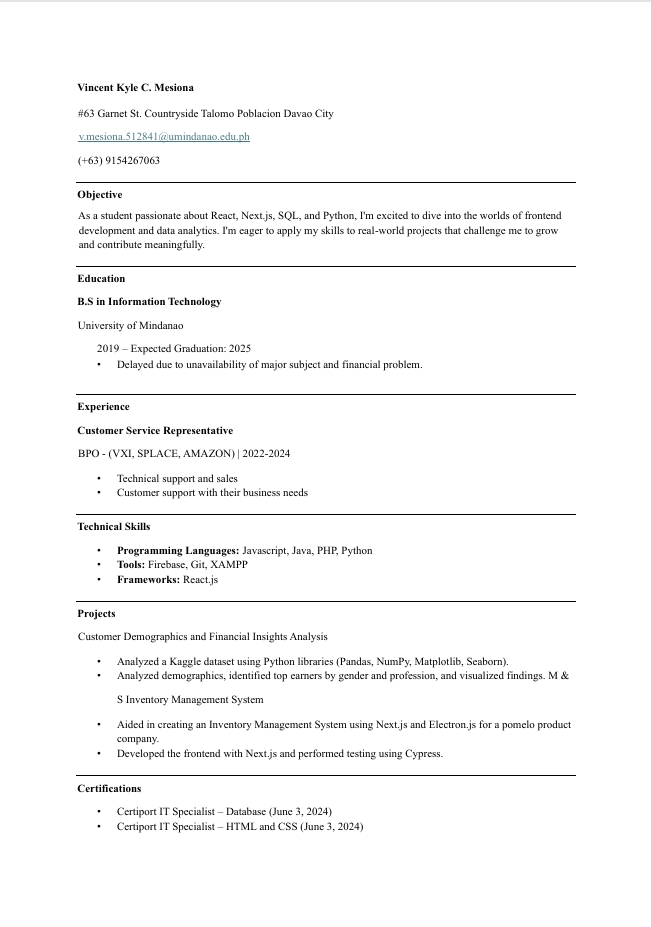 Vincent Kyle C. Mesiona
#63 Garnet St. Countryside Talomo Poblacion Davao City
v.mesiona.512841@umindanao.edu.ph
(+63) 9154267063
Objective
As a student passionate about React, Next.js, SQL, and Python, I'm excited to dive into the worlds of frontend
development and data analytics. I'm eager to apply my skills to real-world projects that challenge me to grow
and contribute meaningfully.
Education
B.S in Information Technology
University of Mindanao
2019 – Expected Graduation: 2025
• Delayed due to unavailability of major subject and financial problem.
Experience
Customer Service Representative
BPO - (VXI, SPLACE, AMAZON) | 2022-2024
• Technical support and sales
• Customer support with their business needs
Technical Skills
• Programming Languages: Javascript, Java, PHP, Python
• Tools: Firebase, Git, XAMPP
• Frameworks: React.js
Projects
Customer Demographics and Financial Insights Analysis
• Analyzed a Kaggle dataset using Python libraries (Pandas, NumPy, Matplotlib, Seaborn).
• Analyzed demographics, identified top earners by gender and profession, and visualized findings. M &
S Inventory Management System
• Aided in creating an Inventory Management System using Next.js and Electron.js for a pomelo product
company.
• Developed the frontend with Next.js and performed testing using Cypress.
Certifications
• Certiport IT Specialist – Database (June 3, 2024)
• Certiport IT Specialist – HTML and CSS (June 3, 2024)